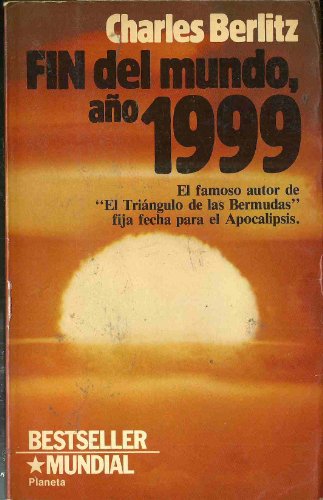 Charles Berlitz
FIN del mundo,
año 1999
El famoso autor de
"El Triángulo de las Bermudas"
fija fecha para el Apocalipsis.
BESTSELLER
★MUNDIAL
Planeta